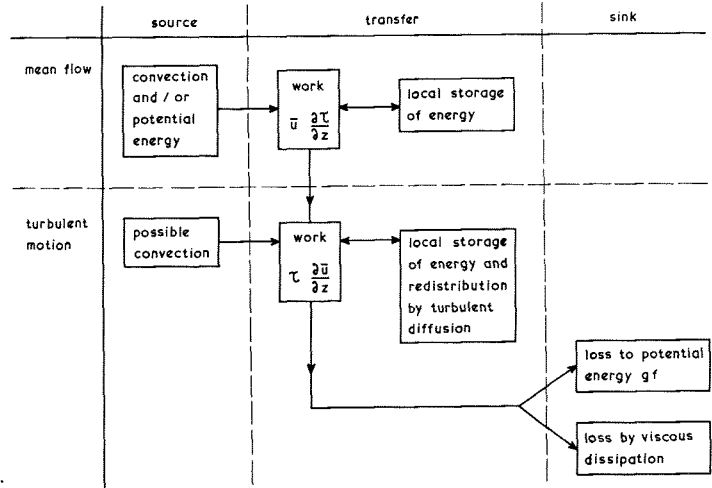 source
transfer
sink
mean flow
convection
and / or
potential
energy
work
ū ∂τ/∂z
local storage
of energy
turbulent
motion
possible
convection
work
τ ∂ū/∂z
local storage
of energy and
redistribution
by turbulent
diffusion
loss to potential
energy gf
loss by viscous
dissipation